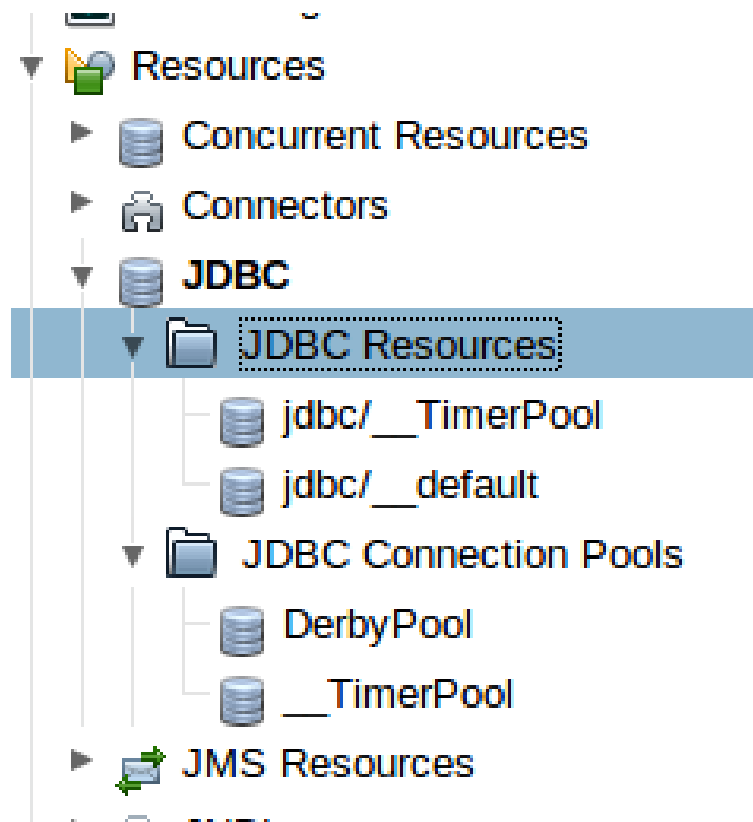 Resources
Concurrent Resources
Connectors
JDBC
JDBC Resources
jdbc/__TimerPool
jdbc/__default
JDBC Connection Pools
DerbyPool
__TimerPool
JMS Resources